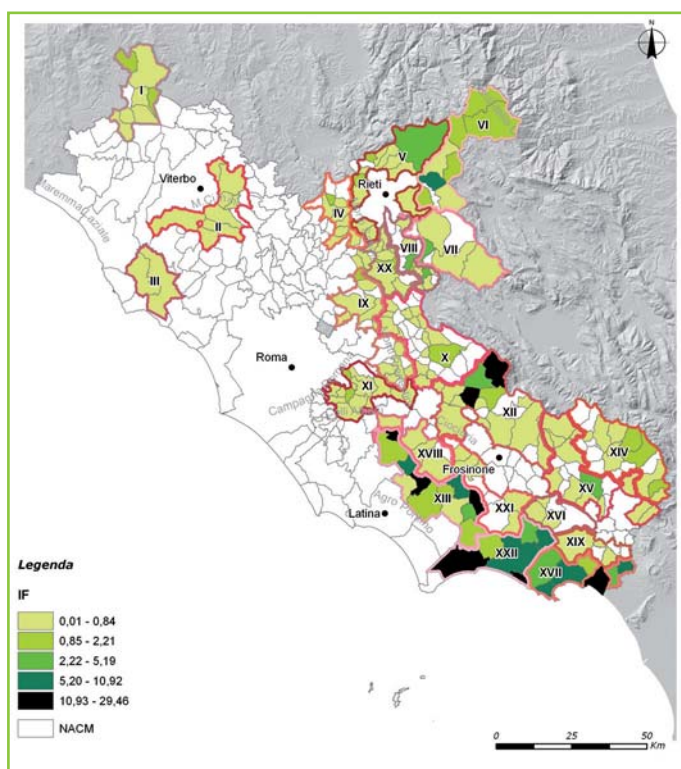 N
I
VI
V
Viterbo
Rieti
Maremma Laziale
M.Cimini
IV
II
VIII
VII
XX
III
IX
Roma
X
XI
XII
Ciociaria
XIV
XVIII
Frosinone
XV
XIII
Agro Pontino
Latina
XXI
XVI
XIX
XXII
XVII
Legenda
IF
0,01 - 0,84
0,85 - 2,21
2,22 - 5,19
5,20 - 10,92
10,93 - 29,46
NACM
0 25 50
Km